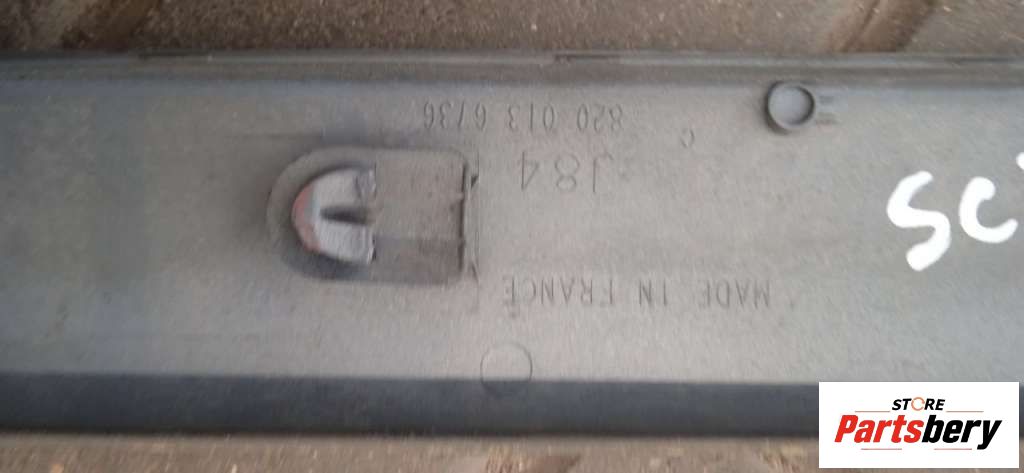 820 013 6736
C
J84
MADE IN FRANCE
SC
STORE
Partsbery